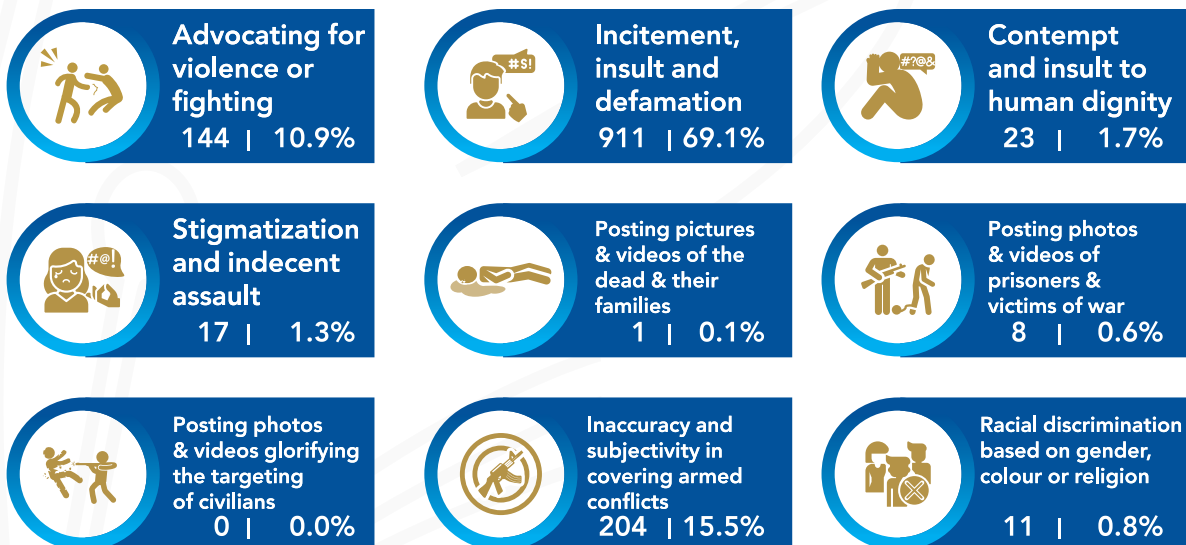 Advocating for
violence or
fighting
144 | 10.9%
#$!
Incitement,
insult and
defamation
911 | 69.1%
#?@&
Contempt
and insult to
human dignity
23 | 1.7%
#@!
Stigmatization
and indecent
assault
17 | 1.3%
Posting pictures
& videos of the
dead & their
families
1 | 0.1%
Posting photos
& videos of
prisoners &
victims of war
8 | 0.6%
Posting photos
& videos glorifying
the targeting
of civilians
0 | 0.0%
Inaccuracy and
subjectivity in
covering armed
conflicts
204 | 15.5%
Racial discrimination
based on gender,
colour or religion
11 | 0.8%